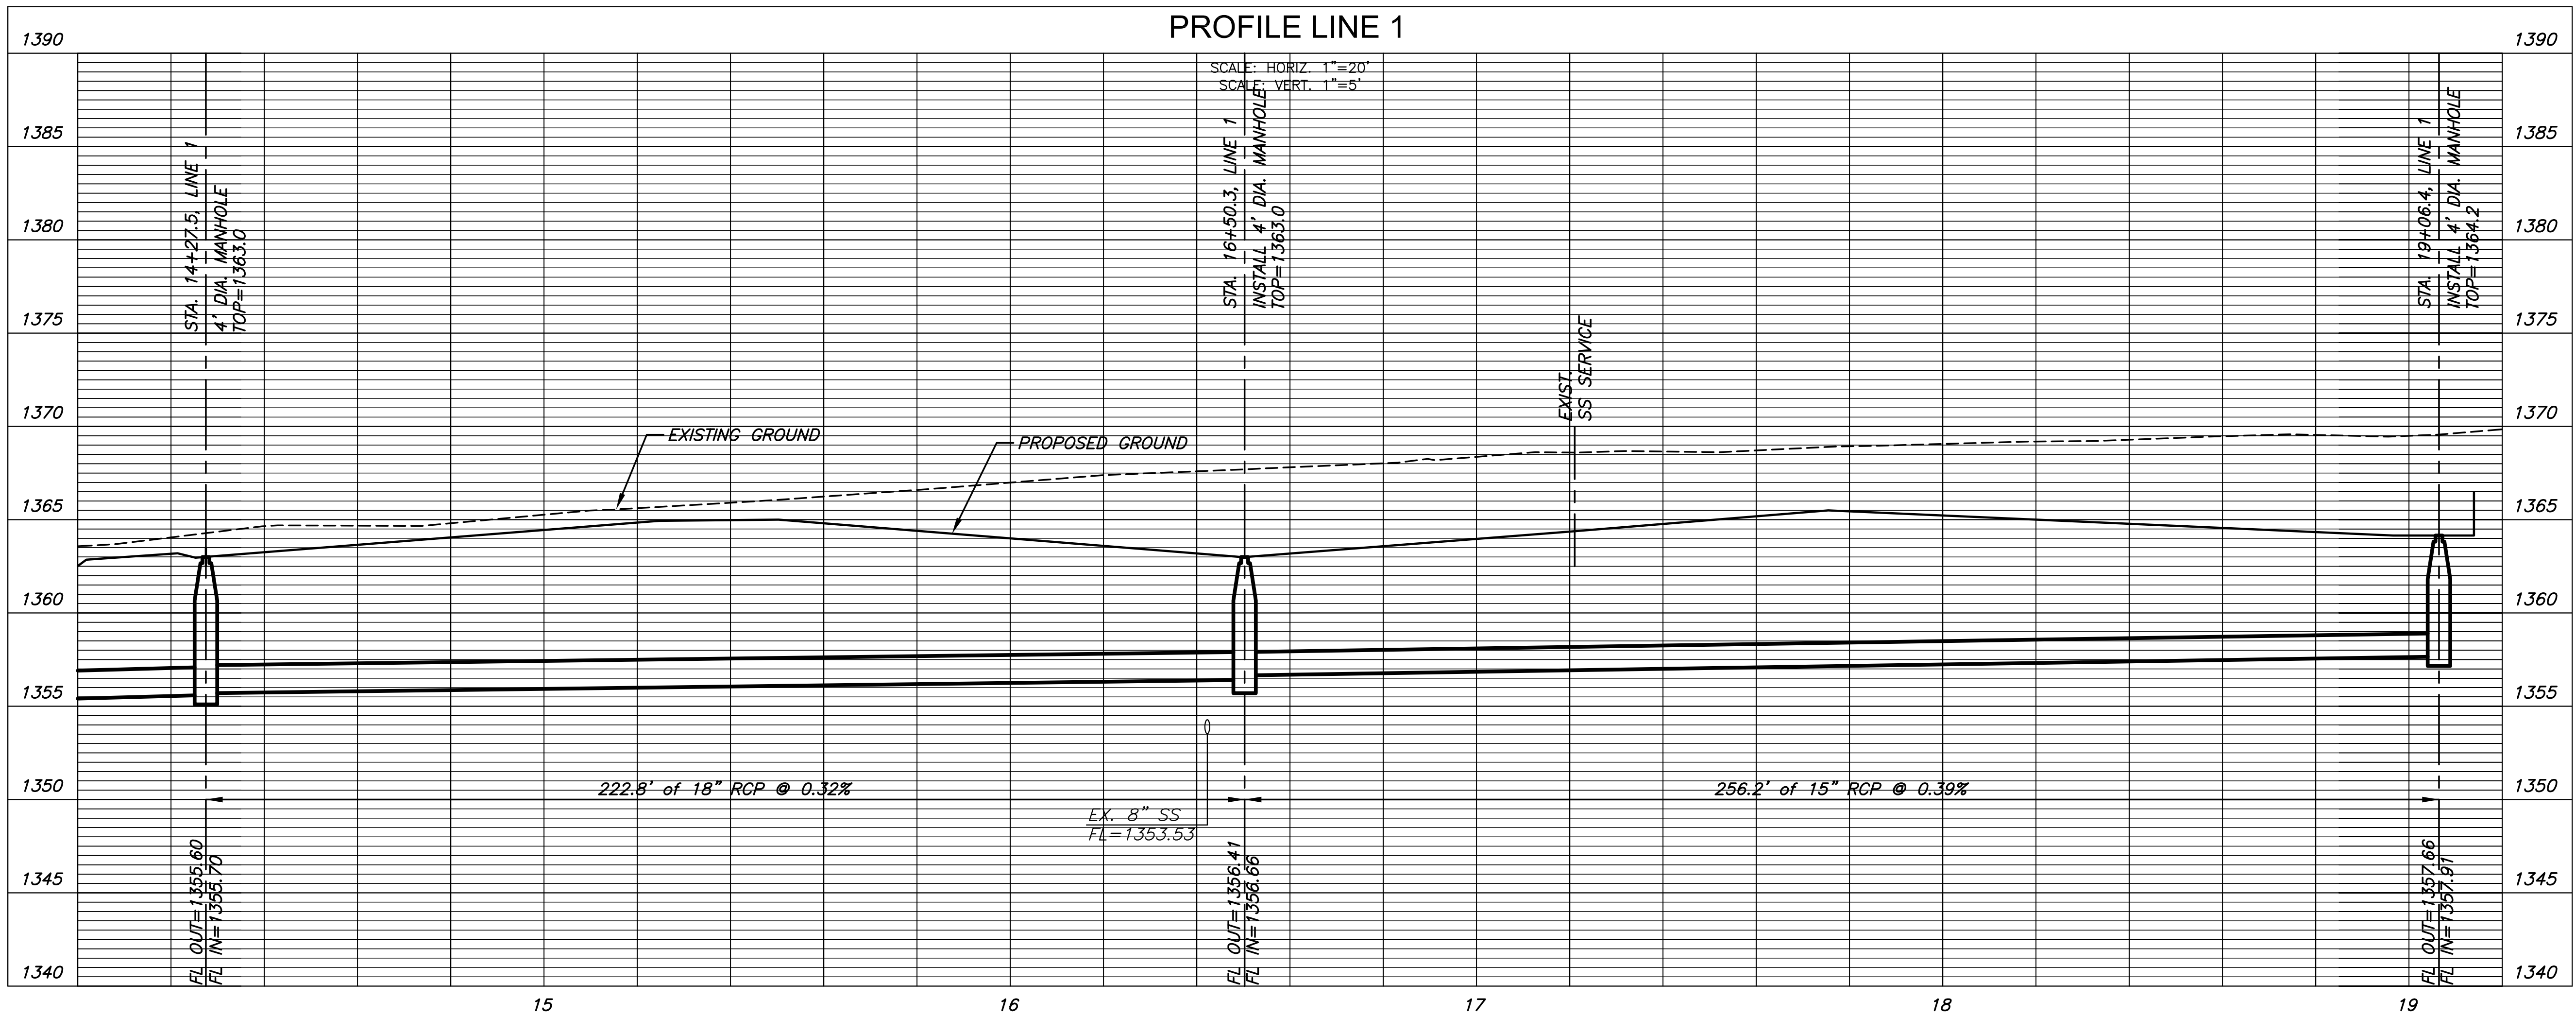 PROFILE LINE 1
SCALE: HORIZ. 1"=20'
SCALE: VERT. 1"=5'
1390
1385
1380
1375
1370
1365
1360
1355
1350
1345
1340
STA. 14+27.5, LINE 1
4' DIA. MANHOLE
TOP=1363.0
EXISTING GROUND
PROPOSED GROUND
STA. 16+50.3, LINE 1
INSTALL 4' DIA. MANHOLE
TOP=1363.0
EXIST.
SS SERVICE
STA. 19+06.4, LINE 1
INSTALL 4' DIA. MANHOLE
TOP=1364.2
1390
1385
1380
1375
1370
1365
1360
1355
1350
1345
1340
222.8' of 18" RCP @ 0.32%
256.2' of 15" RCP @ 0.39%
EX. 8" SS
FL=1353.53
FL OUT=1355.60
FL IN=1355.70
FL OUT=1356.41
FL IN=1356.66
FL OUT=1357.66
FL IN=1357.91
15
16
17
18
19